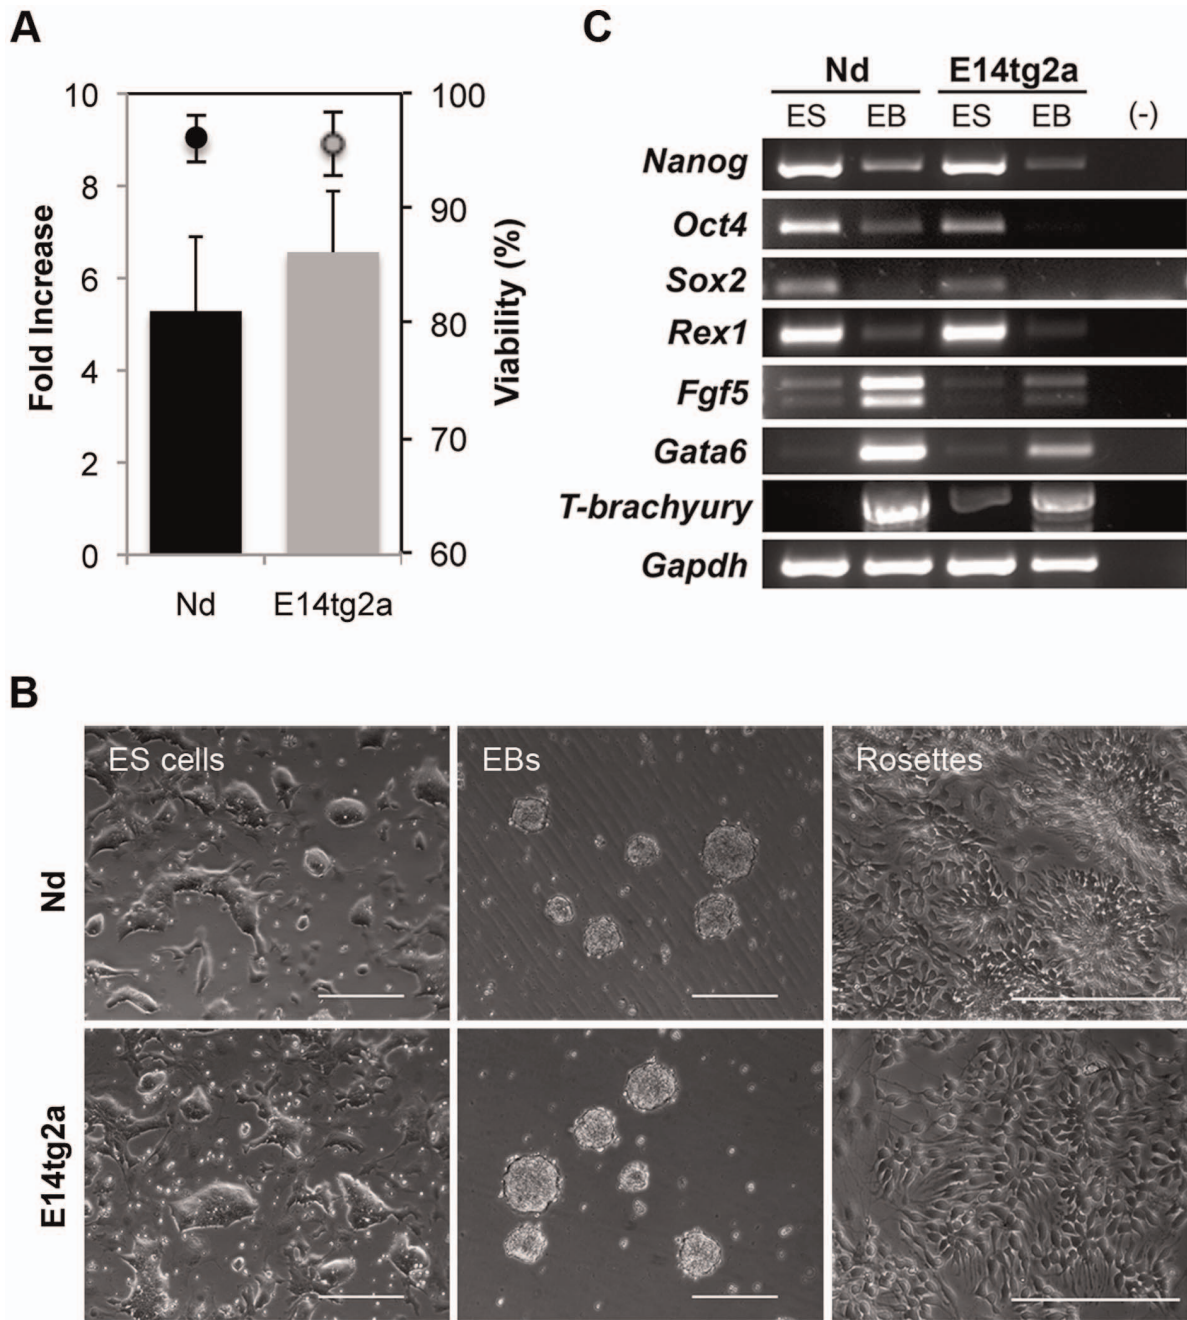 A
Fold Increase
10
8
6
4
2
0
100
90
80
70
60
Viability (%)
Nd
E14tg2a
C
Nd E14tg2a
ES EB ES EB (-)
Nanog
Oct4
Sox2
Rex1
Fgf5
Gata6
T-brachyury
Gapdh
B
ES cells EBs Rosettes
Nd
E14tg2a